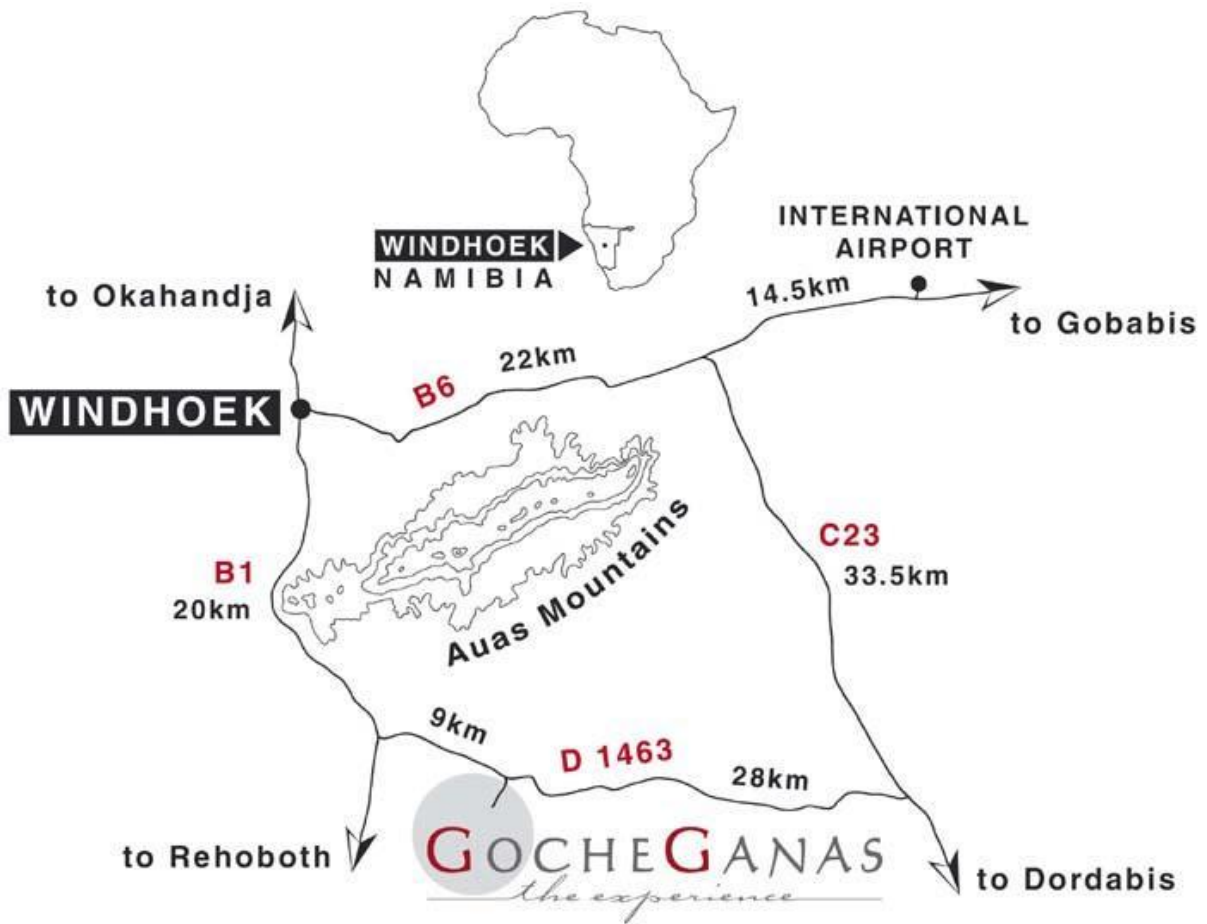 WINDHOEK
NAMIBIA
INTERNATIONAL
AIRPORT
to Okahandja
14.5km
to Gobabis
22km
B6
WINDHOEK
Auas Mountains
C23
33.5km
B1
20km
9km
D 1463
28km
to Rehoboth
GOCHEGANAS
the experience
to Dordabis